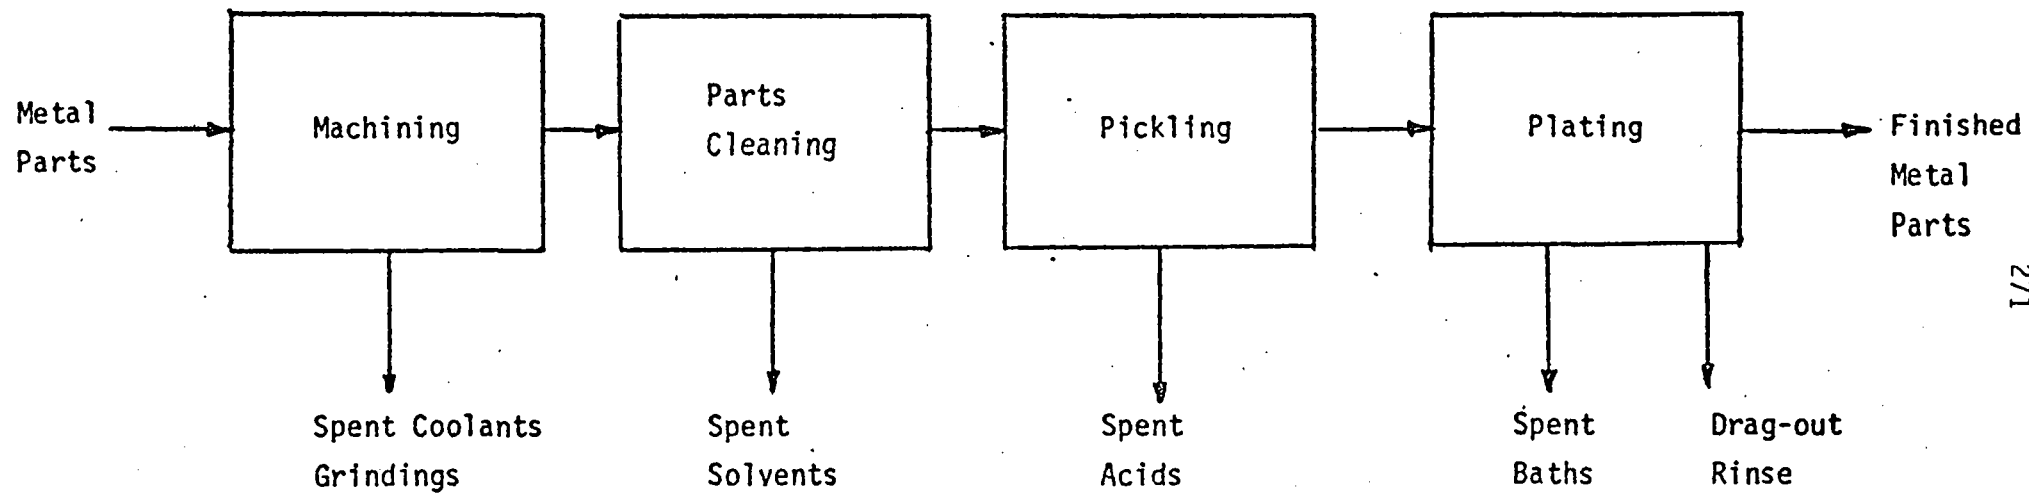 Metal
Parts
Machining
Parts
Cleaning
Pickling
Plating
Finished
Metal
Parts
Spent Coolants
Grindings
Spent
Solvents
Spent
Acids
Spent
Baths
Drag-out
Rinse
271